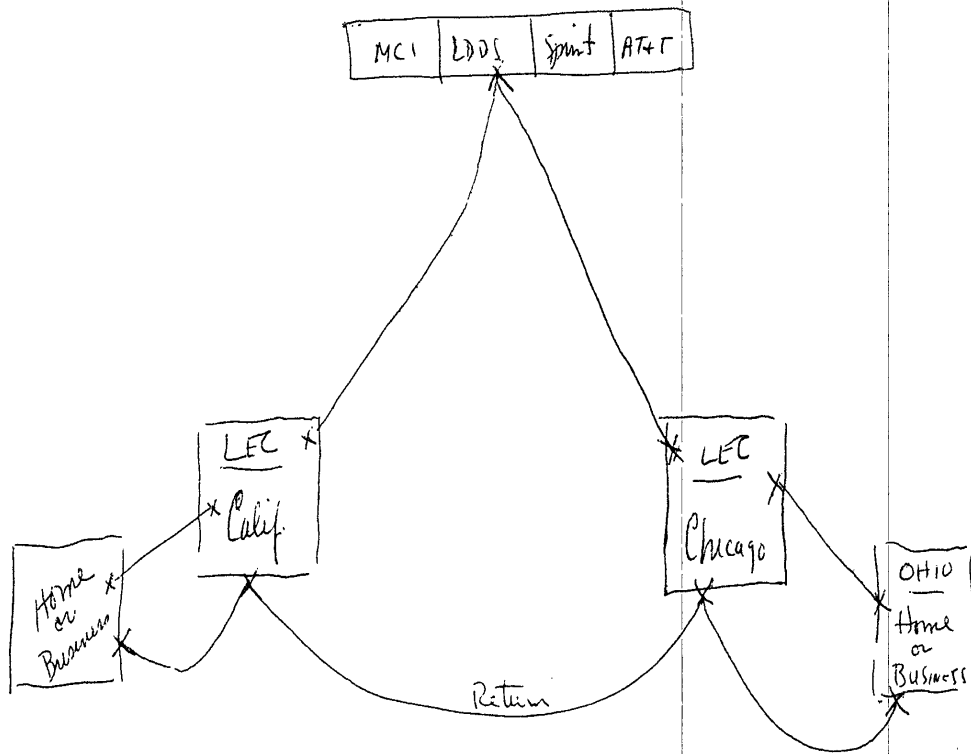 MCI LDDS Sprint AT&T
LEC
Calif.
LEC
Chicago
Home
or
Business
OHIO
Home
or
BUSINESS
Return